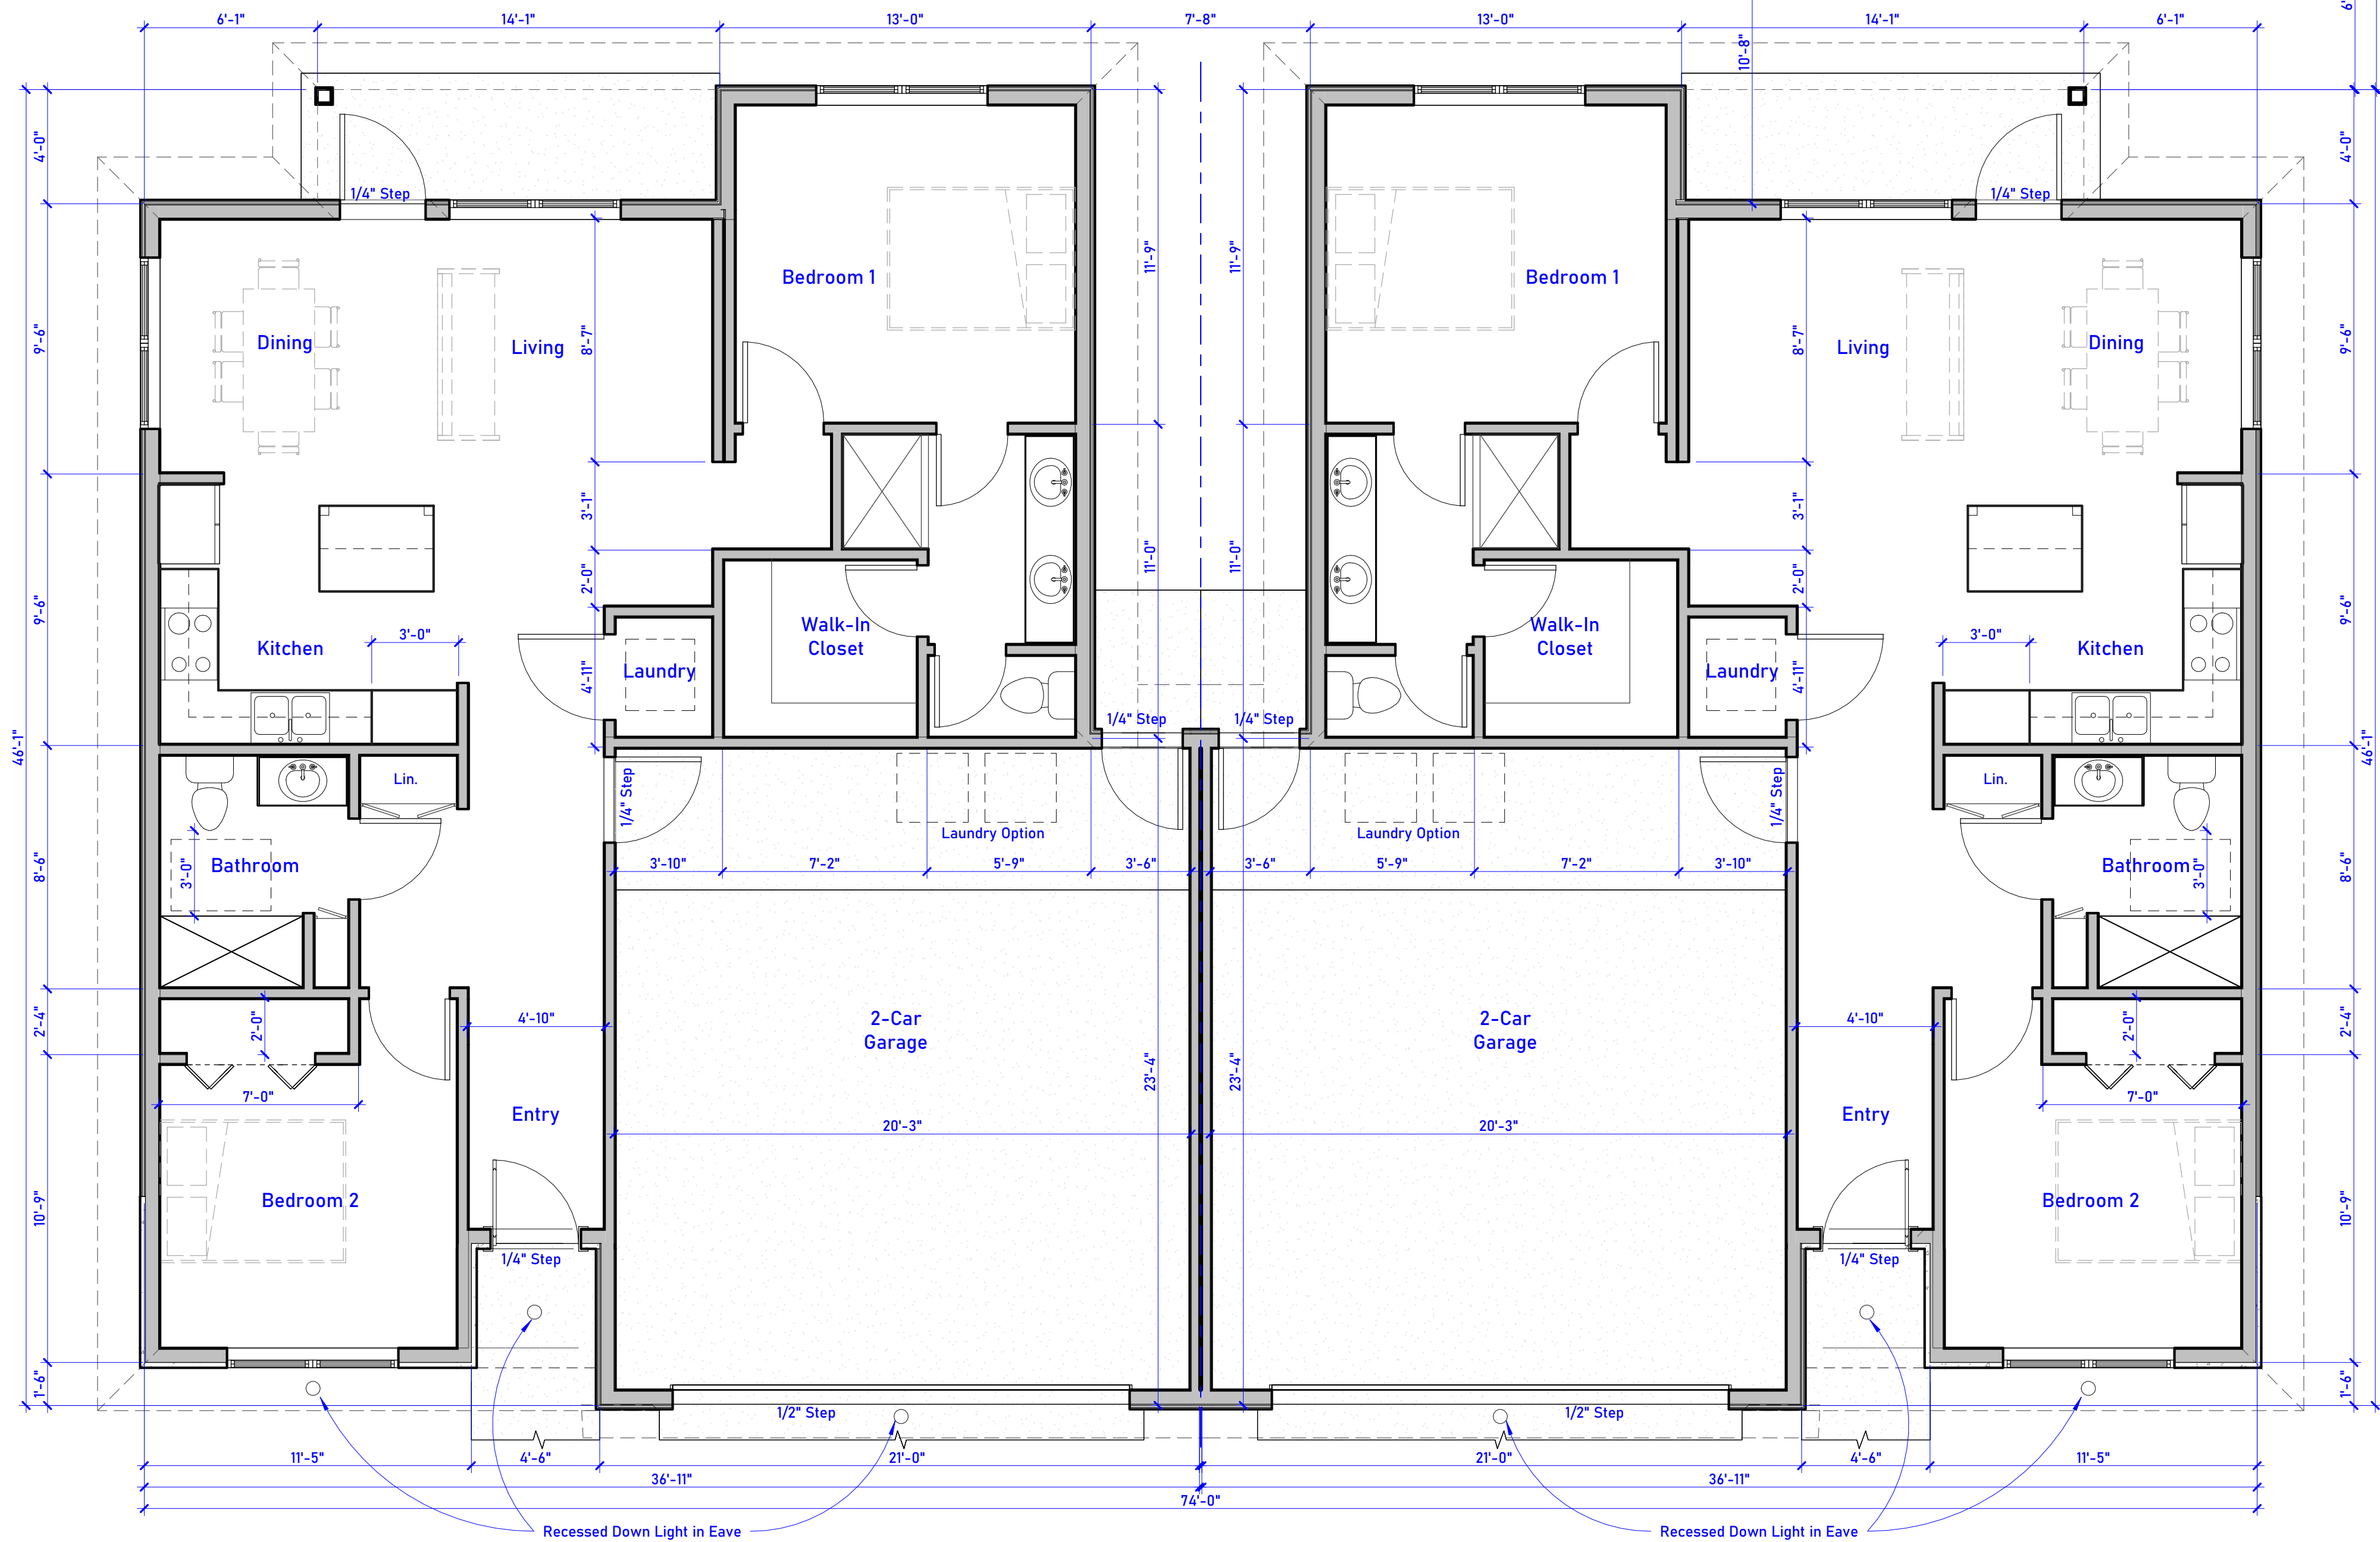 6'-1" 14'-1" 13'-0" 7'-8" 13'-0" 14'-1" 6'-1"
10'-8"
4'-0" 4'-0"
1/4" Step 1/4" Step
11'-9" 11'-9"
Bedroom 1 Bedroom 1
9'-6" Dining Living 8'-7" 8'-7" Living Dining 9'-6"
3'-1" 3'-1"
11'-0" 11'-0"
2'-0" 2'-0"
9'-6" 9'-6"
Walk-In Walk-In
Closet Closet
3'-0" 3'-0"
Kitchen Kitchen
4'-11" Laundry Laundry 4'-11"
1/4" Step 1/4" Step
46'-1" 46'-1"
Lin. Lin.
1/4" Step 1/4" Step
Laundry Option Laundry Option
8'-6" 3'-0" Bathroom Bathroom 3'-0" 8'-6"
3'-10" 7'-2" 5'-9" 3'-6" 3'-6" 5'-9" 7'-2" 3'-10"
2'-4" 2'-0" 4'-10" 4'-10" 2'-0" 2'-4"
2-Car 2-Car
Garage Garage
23'-4" 23'-4"
7'-0" 7'-0"
Entry Entry
20'-3" 20'-3"
10'-9" Bedroom 2 Bedroom 2 10'-9"
1/4" Step 1/4" Step
1'-6" 1'-6"
1/2" Step 1/2" Step
11'-5" 4'-6" 21'-0" 21'-0" 4'-6" 11'-5"
36'-11" 36'-11"
74'-0"
Recessed Down Light in Eave Recessed Down Light in Eave